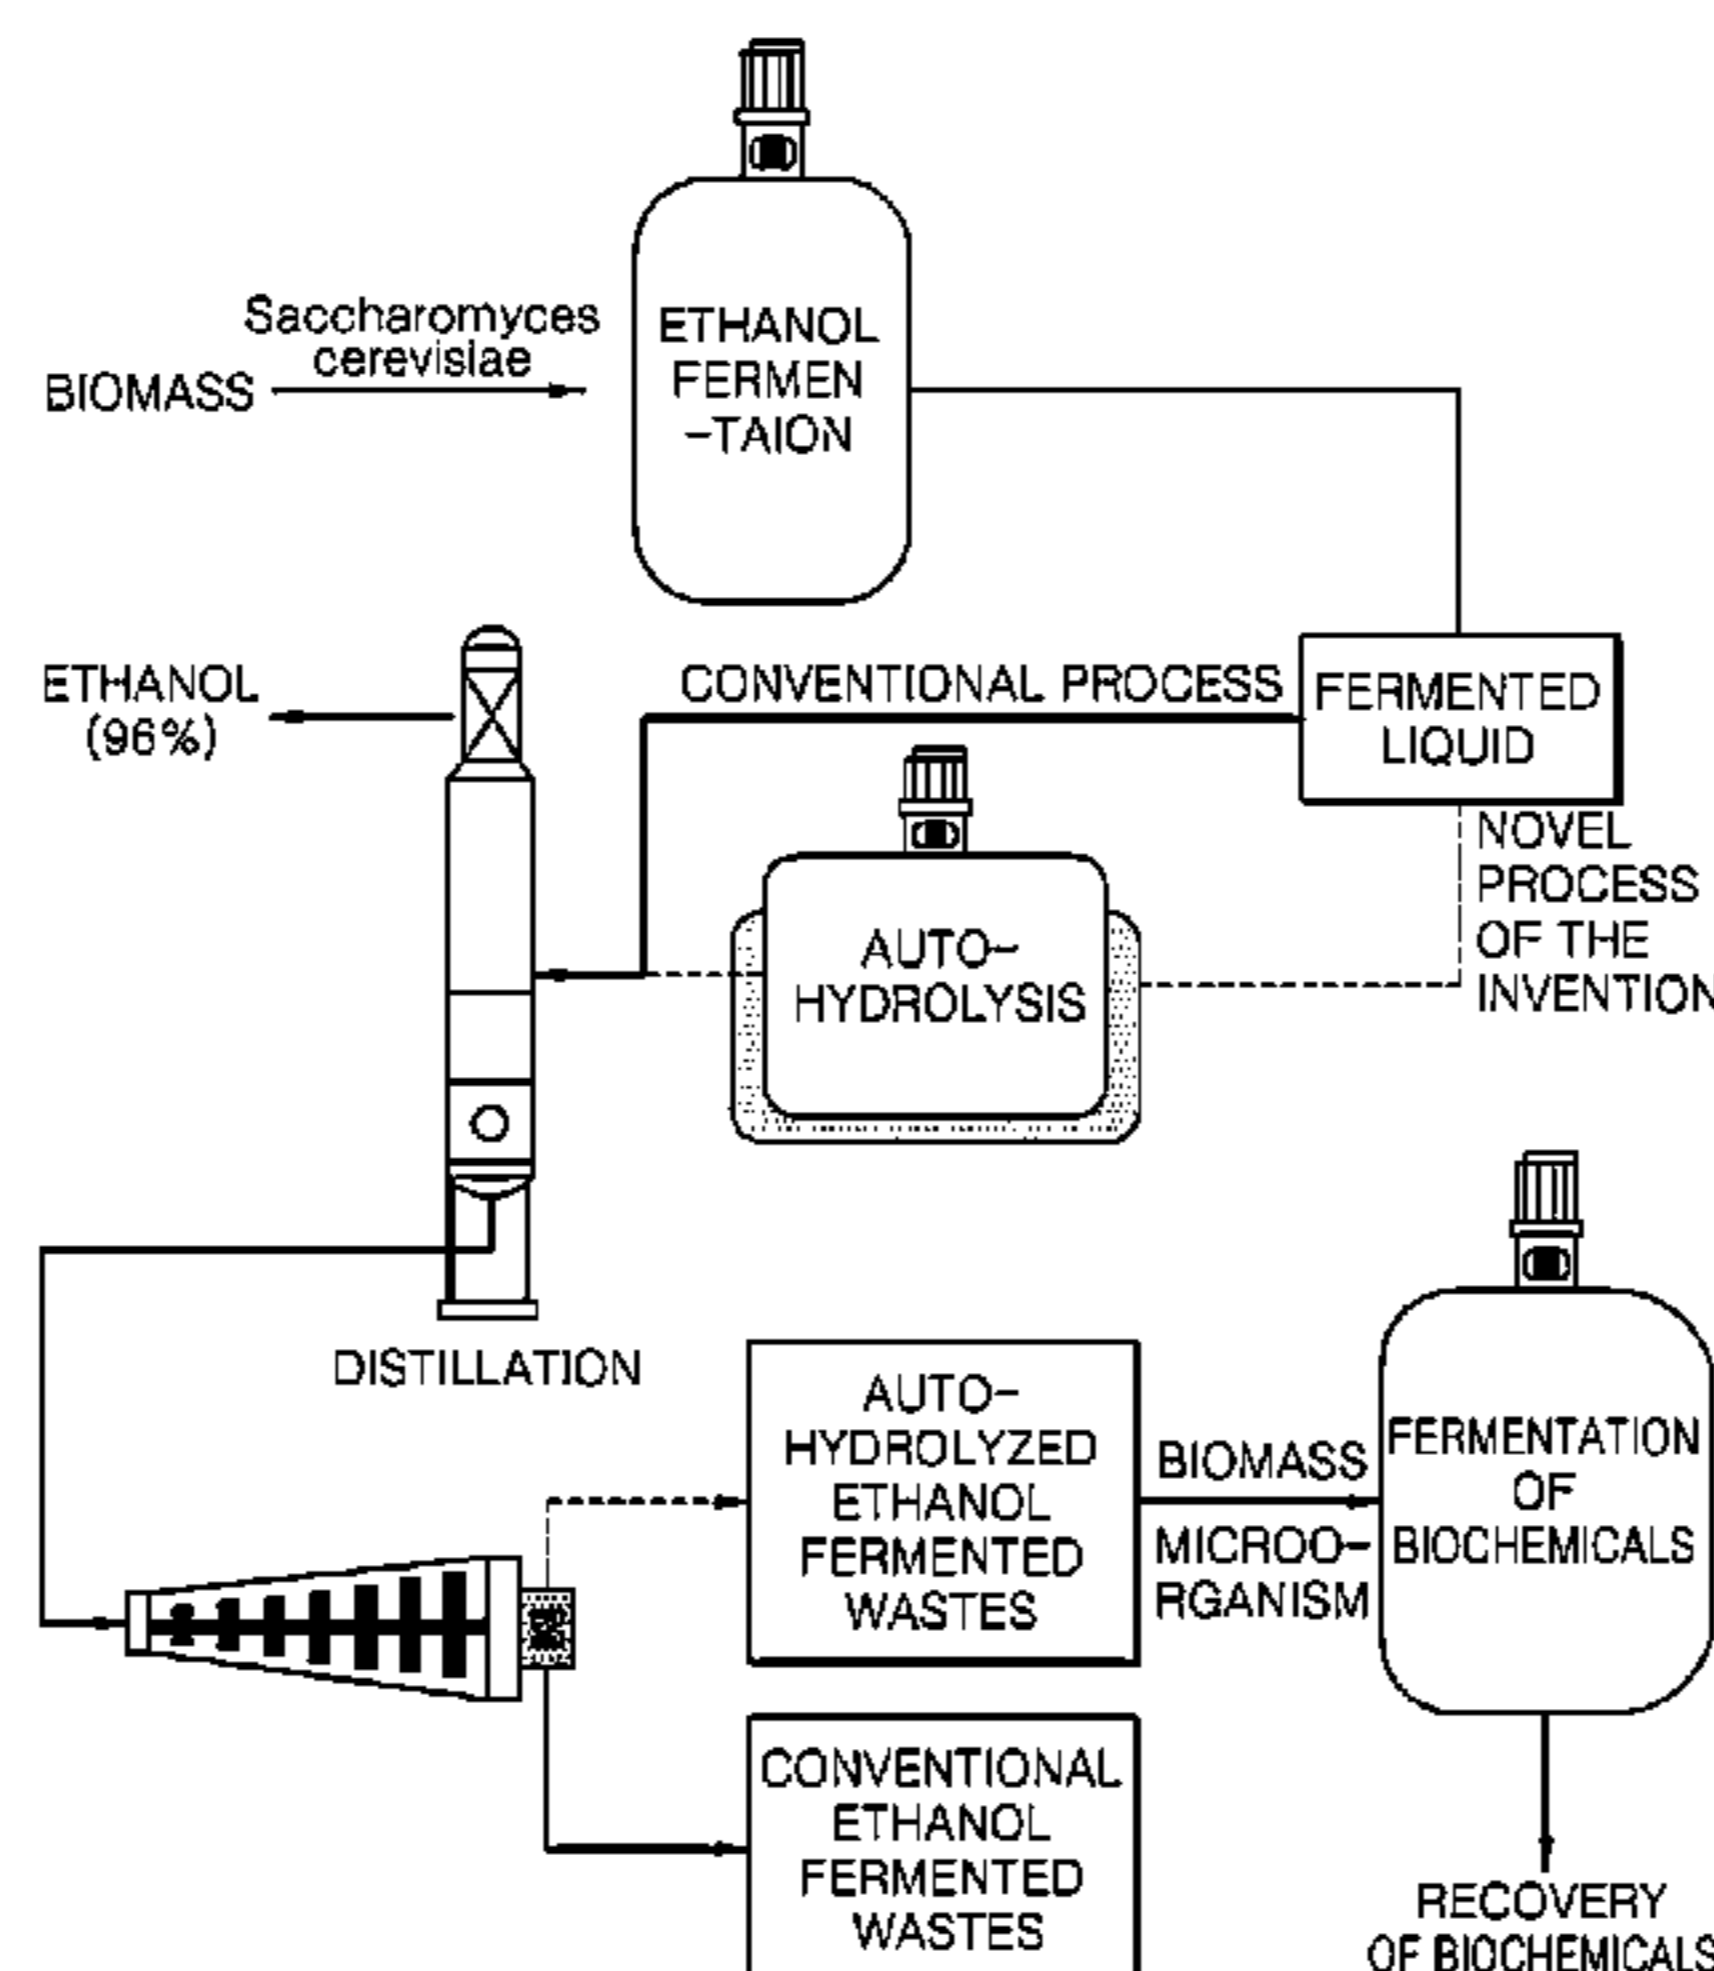 Saccharomyces
cerevisiae
BIOMASS
ETHANOL
FERMEN
-TAION
ETHANOL
(96%)
CONVENTIONAL PROCESS
FERMENTED
LIQUID
NOVEL
PROCESS
OF THE
INVENTION
AUTO-
HYDROLYSIS
DISTILLATION
AUTO-
HYDROLYZED
ETHANOL
FERMENTED
WASTES
BIOMASS
MICROO-
RGANISM
FERMENTATION
OF
BIOCHEMICALS
CONVENTIONAL
ETHANOL
FERMENTED
WASTES
RECOVERY
OF BIOCHEMICALS